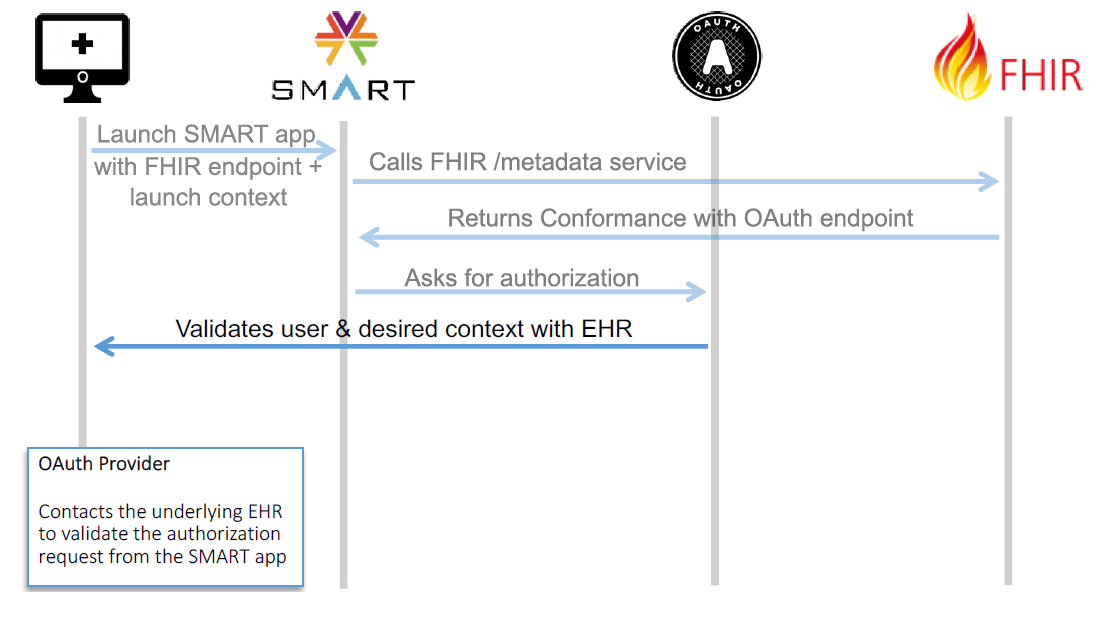 OAUTH
A
OAUTH
SMART
FHIR
Launch SMART app
with FHIR endpoint +
launch context
Calls FHIR /metadata service
Returns Conformance with OAuth endpoint
Asks for authorization
Validates user & desired context with EHR
OAuth Provider
Contacts the underlying EHR
to validate the authorization
request from the SMART app